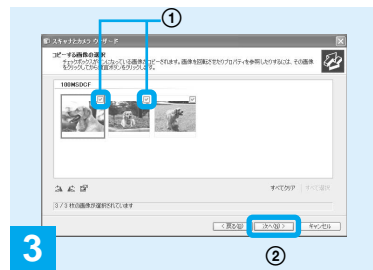 ①
スキャナとカメラ ウィザード
コピーする画像の選択
チェックボックスがオンになっている画像がコピーされます。画像を回転させたりプロパティを参照したりするには、その画像
をクリックしてから
ボタンをクリックします。
100MSDCF
すべてクリア すべて選択
3 / 3 枚の画像が選択されています
< 戻る(B) 次へ(N) > キャンセル
3
②